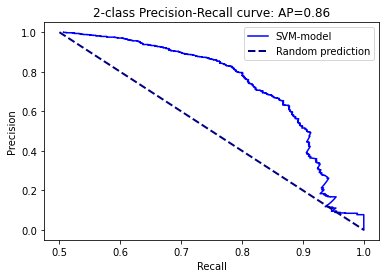 2-class Precision-Recall curve: AP=0.86
SVM-model
Random prediction
Precision
1.0
0.8
0.6
0.4
0.2
0.0
0.5
0.6
0.7
0.8
0.9
1.0
Recall